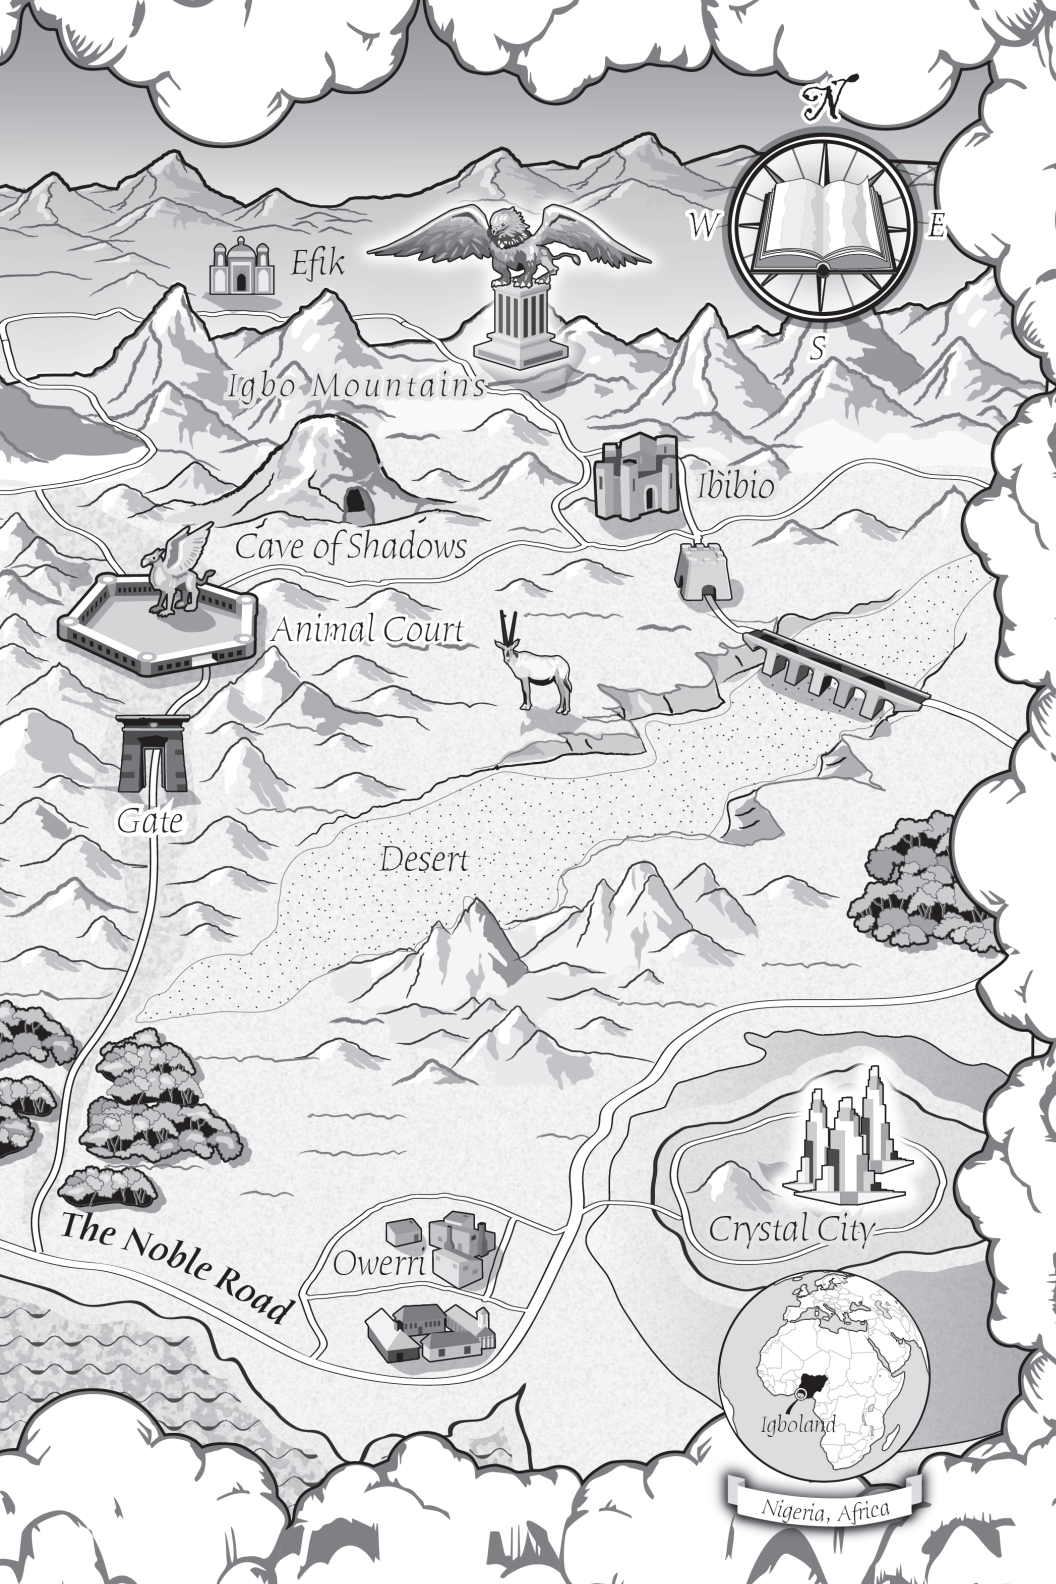 N
W
E
S
Efik
Igbo Mountains
Ibibio
Cave of Shadows
Animal Court
Gate
Desert
The Noble Road
Owerri
Crystal City
Igboland
Nigeria, Africa